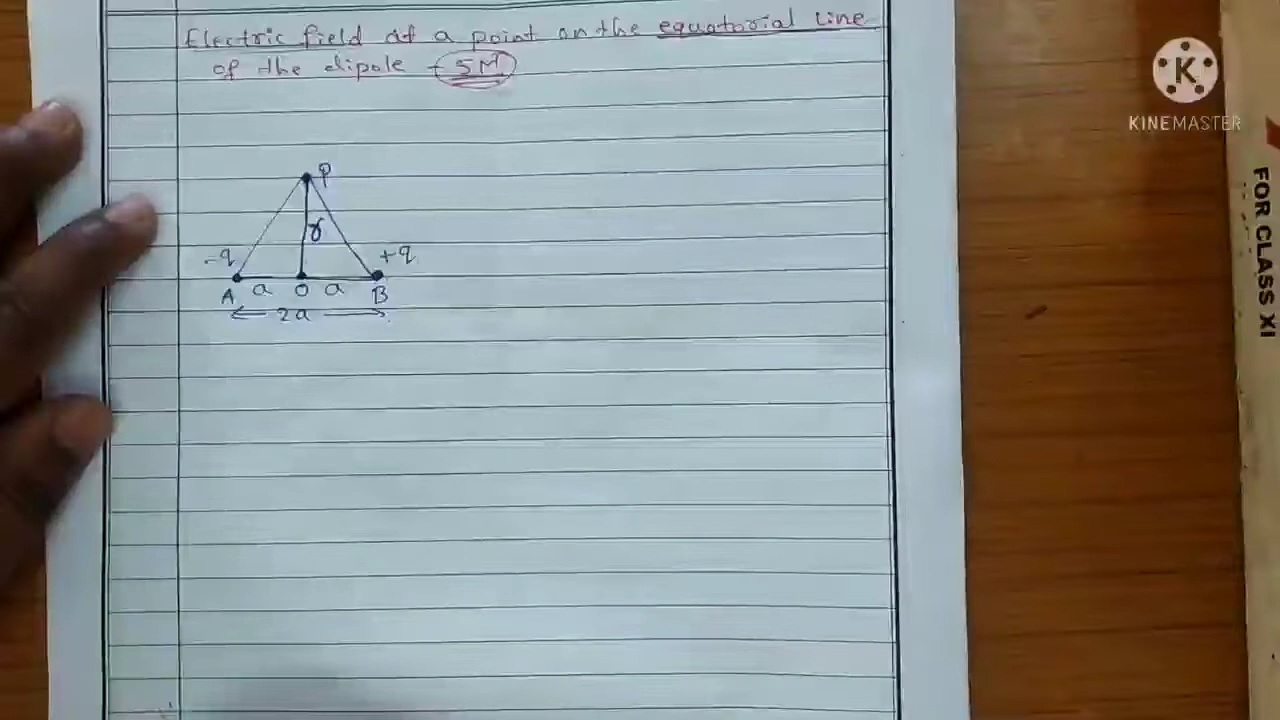 Electric field at a point on the equatorial line
of the dipole - 5M
P
r
-q
+q
A a O a B
2a
K
KINEMASTER
FOR CLASS XI